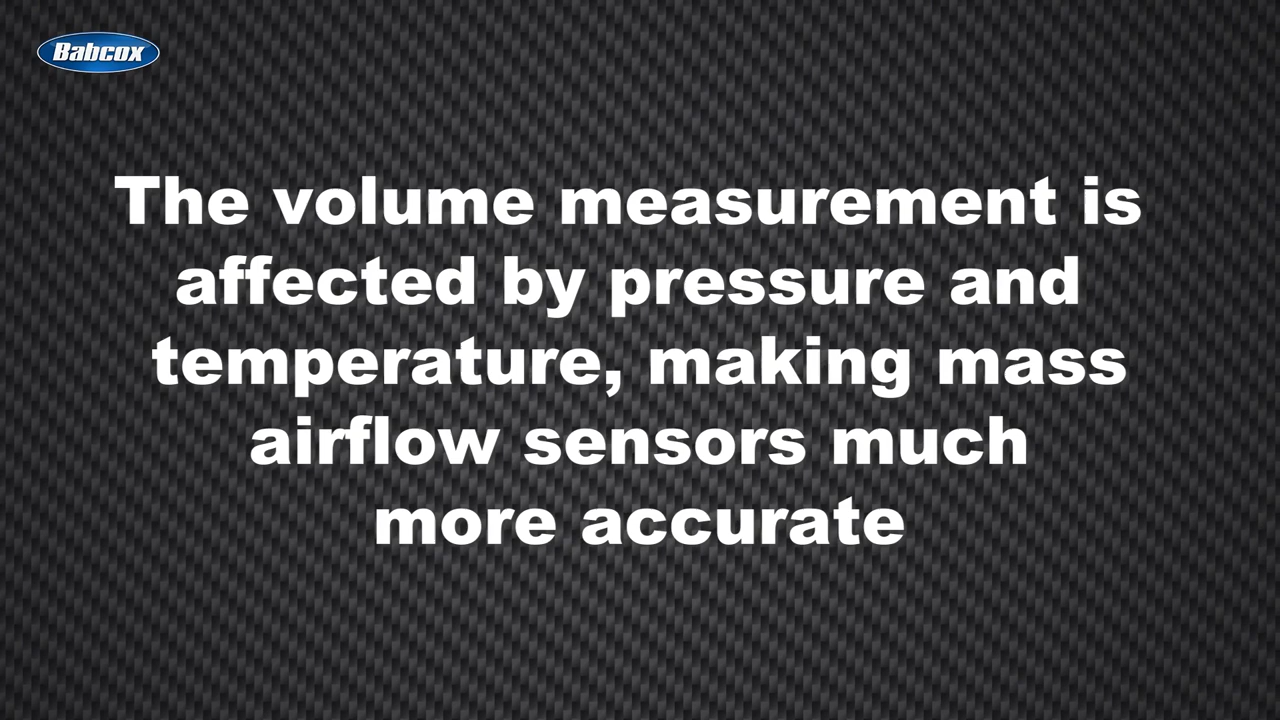 Babcox
The volume measurement is
affected by pressure and
temperature, making mass
airflow sensors much
more accurate